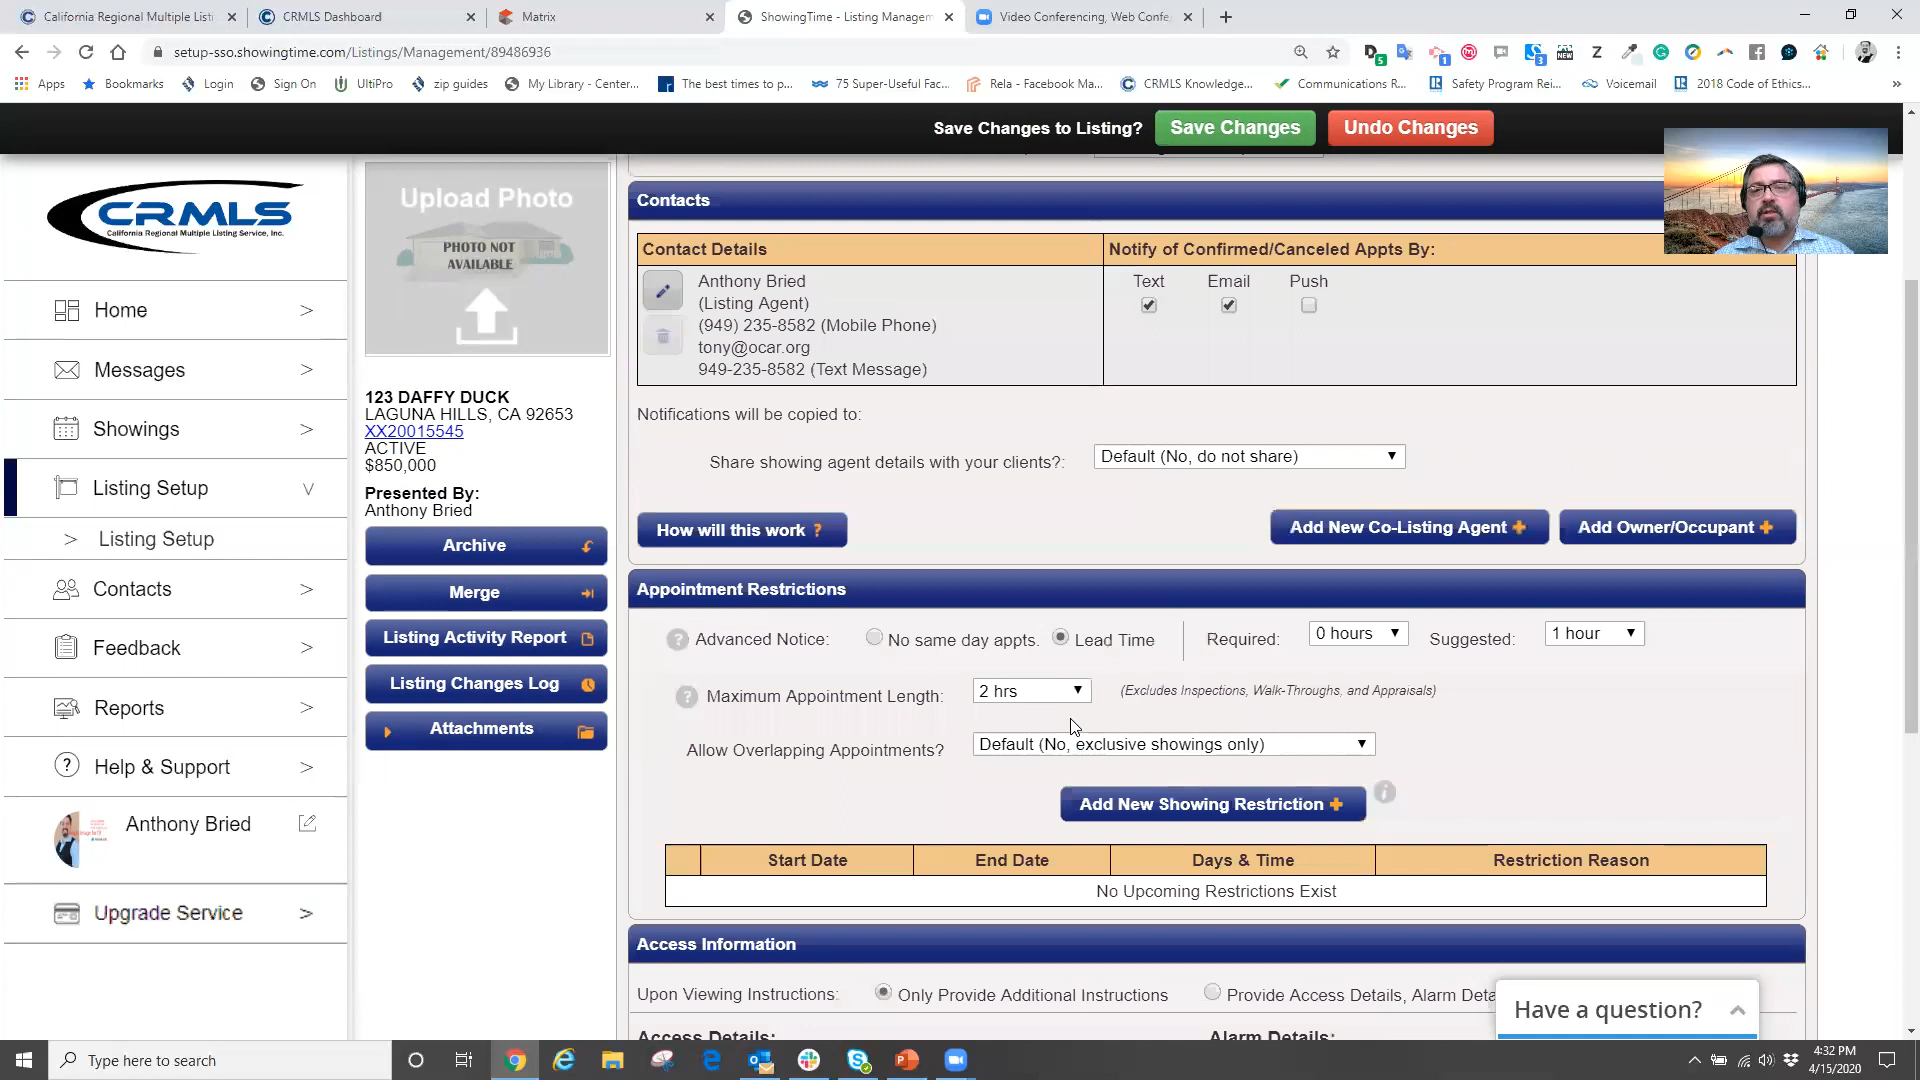 California Regional Multiple Listi
CRMLS Dashboard
Matrix
ShowingTime - Listing Managem
Video Conferencing, Web Confe
setup-sso.showingtime.com/Listings/Management/89486936
Apps
Bookmarks
Login
Sign On
UltiPro
zip guides
My Library - Center...
The best times to p...
75 Super-Useful Fac...
Rela - Facebook Ma...
CRMLS Knowledge...
Communications R...
Safety Program Rei...
Voicemail
2018 Code of Ethics...
Save Changes to Listing?
Save Changes
Undo Changes
CRMLS
California Regional Multiple Listing Service, Inc.
Home
Messages
Showings
Listing Setup
> Listing Setup
Contacts
Feedback
Reports
Help & Support
Anthony Bried
Upgrade Service
Upload Photo
PHOTO NOT
AVAILABLE
123 DAFFY DUCK
LAGUNA HILLS, CA 92653
XX20015545
ACTIVE
$850,000
Presented By:
Anthony Bried
Archive
Merge
Listing Activity Report
Listing Changes Log
Attachments
Contacts
Contact Details
Notify of Confirmed/Canceled Appts By:
Anthony Bried
(Listing Agent)
(949) 235-8582 (Mobile Phone)
tony@ocar.org
949-235-8582 (Text Message)
Text
Email
Push
Notifications will be copied to:
Share showing agent details with your clients?:
Default (No, do not share)
How will this work ?
Add New Co-Listing Agent +
Add Owner/Occupant +
Appointment Restrictions
? Advanced Notice:
No same day appts.
Lead Time
Required:
0 hours
Suggested:
1 hour
? Maximum Appointment Length:
2 hrs
(Excludes Inspections, Walk-Throughs, and Appraisals)
Allow Overlapping Appointments?
Default (No, exclusive showings only)
Add New Showing Restriction +
Start Date
End Date
Days & Time
Restriction Reason
No Upcoming Restrictions Exist
Access Information
Upon Viewing Instructions:
Only Provide Additional Instructions
Provide Access Details, Alarm Deta
Access Details:
Alarm Details:
Have a question?
Type here to search
4:32 PM
4/15/2020